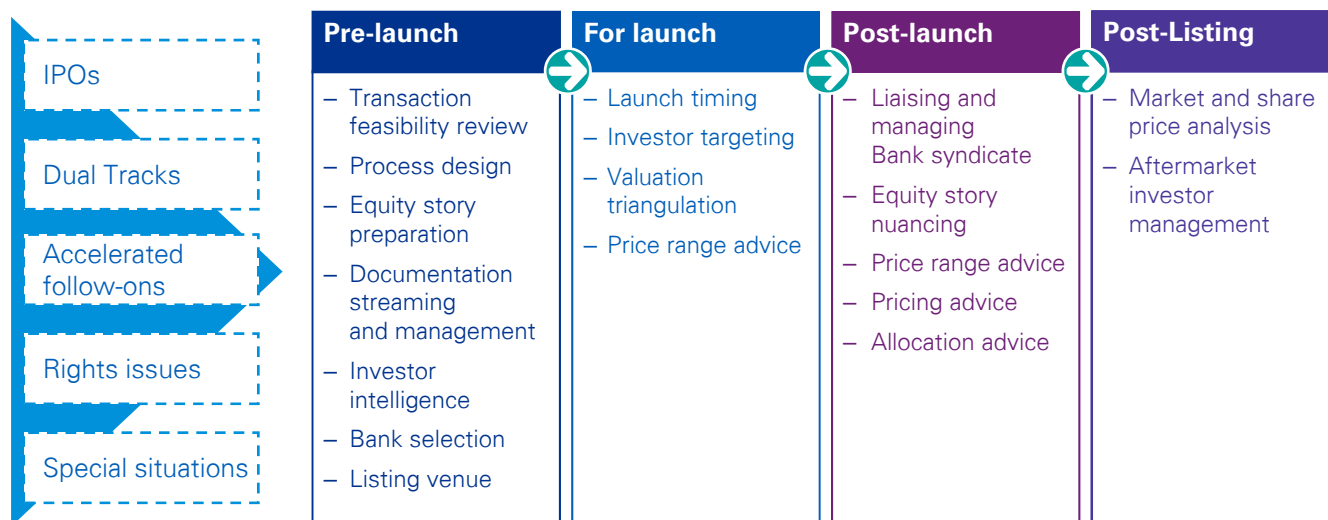 IPOs
Dual Tracks
Accelerated
follow-ons
Rights issues
Special situations
Pre-launch
– Transaction
feasibility review
– Process design
– Equity story
preparation
– Documentation
streaming
and management
– Investor
intelligence
– Bank selection
– Listing venue
For launch
– Launch timing
– Investor targeting
– Valuation
triangulation
– Price range advice
Post-launch
– Liaising and
managing
Bank syndicate
– Equity story
nuancing
– Price range advice
– Pricing advice
– Allocation advice
Post-Listing
– Market and share
price analysis
– Aftermarket
investor
management